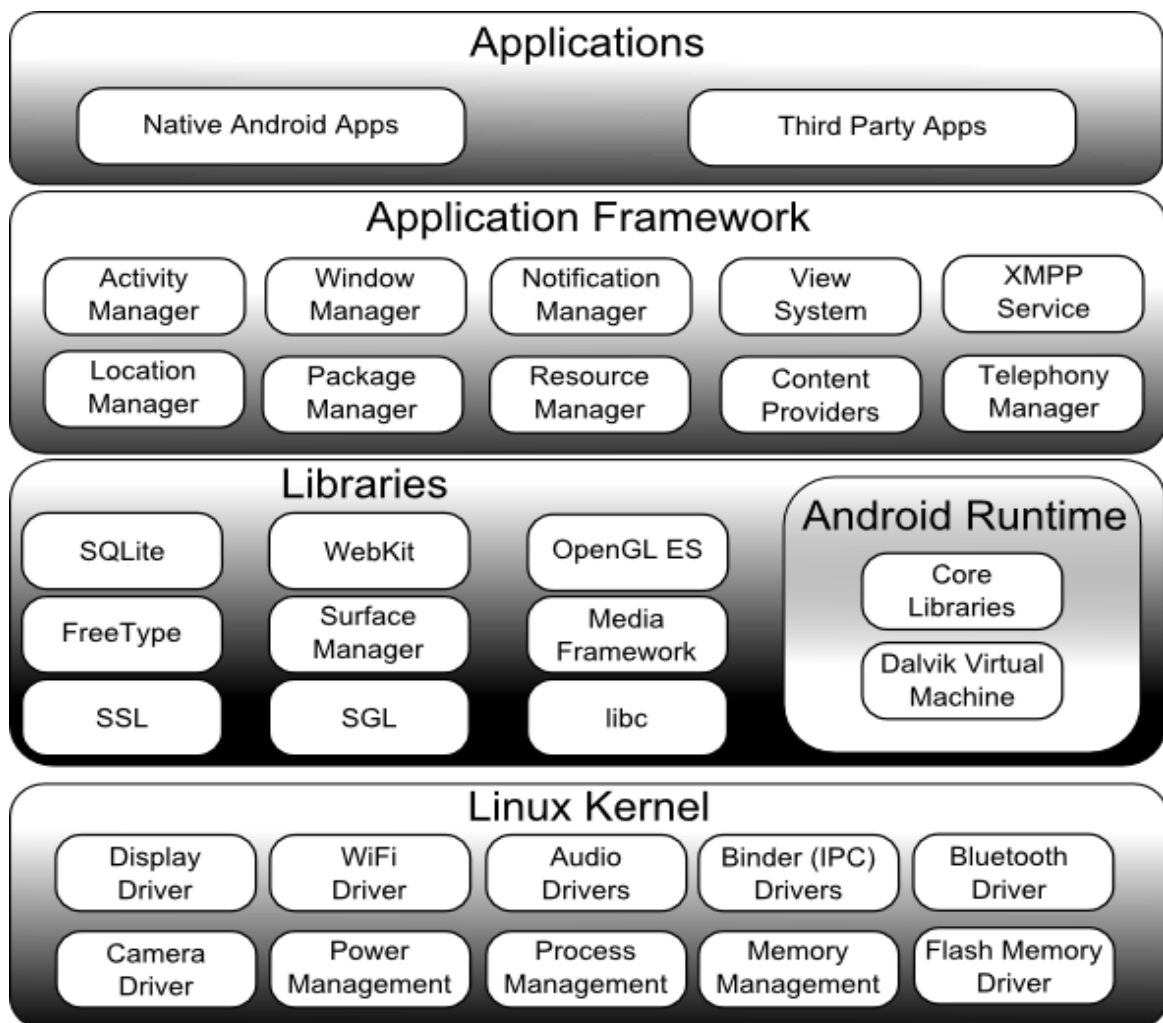 Applications
Native Android Apps
Third Party Apps
Application Framework
Activity
Manager
Window
Manager
Notification
Manager
View
System
XMPP
Service
Location
Manager
Package
Manager
Resource
Manager
Content
Providers
Telephony
Manager
Libraries
SQLite
WebKit
OpenGL ES
FreeType
Surface
Manager
Media
Framework
SSL
SGL
libc
Android Runtime
Core
Libraries
Dalvik Virtual
Machine
Linux Kernel
Display
Driver
WiFi
Driver
Audio
Drivers
Binder (IPC)
Drivers
Bluetooth
Driver
Camera
Driver
Power
Management
Process
Management
Memory
Management
Flash Memory
Driver